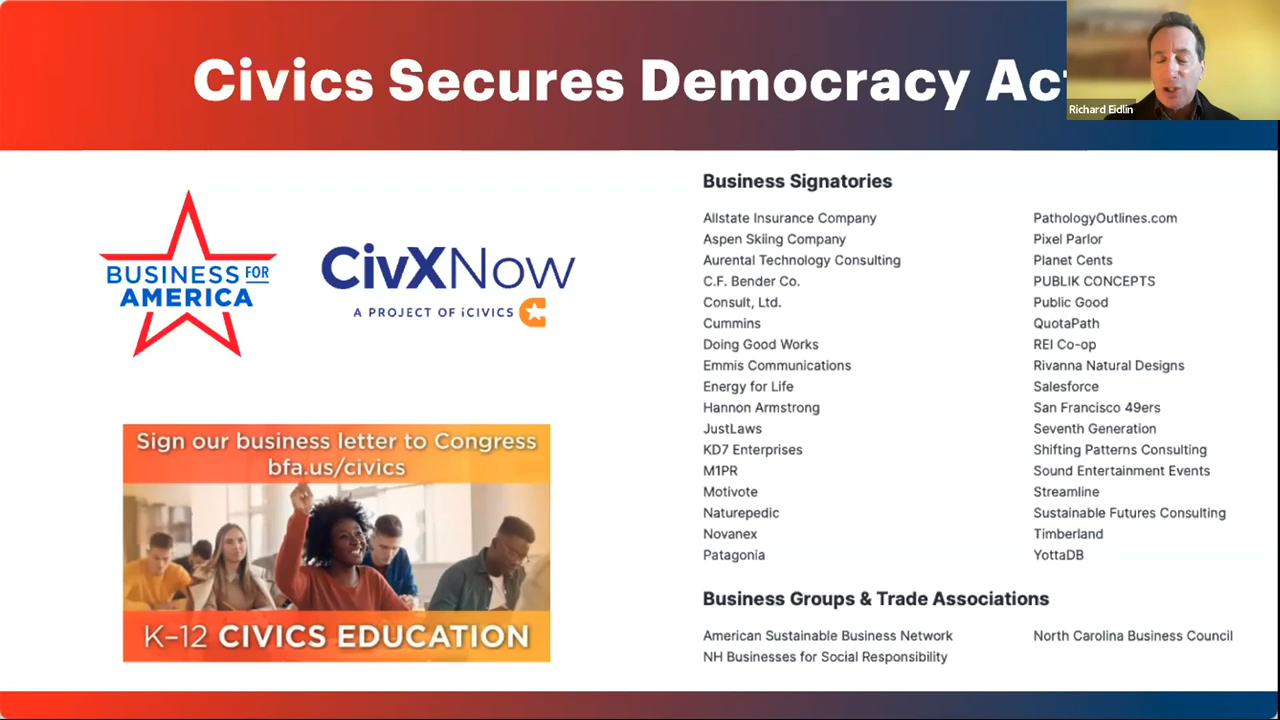 Civics Secures Democracy Act
Richard Eidlin
BUSINESS FOR
AMERICA
CivXNow
A PROJECT OF iCIVICS
Sign our business letter to Congress
bfa.us/civics
K–12 CIVICS EDUCATION
Business Signatories
Allstate Insurance Company
Aspen Skiing Company
Aurental Technology Consulting
C.F. Bender Co.
Consult, Ltd.
Cummins
Doing Good Works
Emmis Communications
Energy for Life
Hannon Armstrong
JustLaws
KD7 Enterprises
M1PR
Motivote
Naturepedic
Novanex
Patagonia
PathologyOutlines.com
Pixel Parlor
Planet Cents
PUBLIK CONCEPTS
Public Good
QuotaPath
REI Co-op
Rivanna Natural Designs
Salesforce
San Francisco 49ers
Seventh Generation
Shifting Patterns Consulting
Sound Entertainment Events
Streamline
Sustainable Futures Consulting
Timberland
YottaDB
Business Groups & Trade Associations
American Sustainable Business Network
NH Businesses for Social Responsibility
North Carolina Business Council